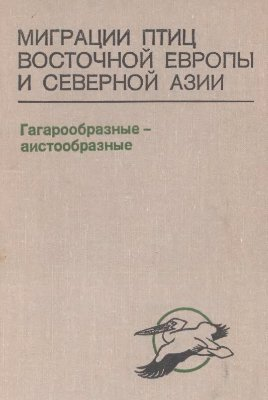 МИГРАЦИИ ПТИЦ
ВОСТОЧНОЙ ЕВРОПЫ
И СЕВЕРНОЙ АЗИИ
Гагарообразные –
аистообразные